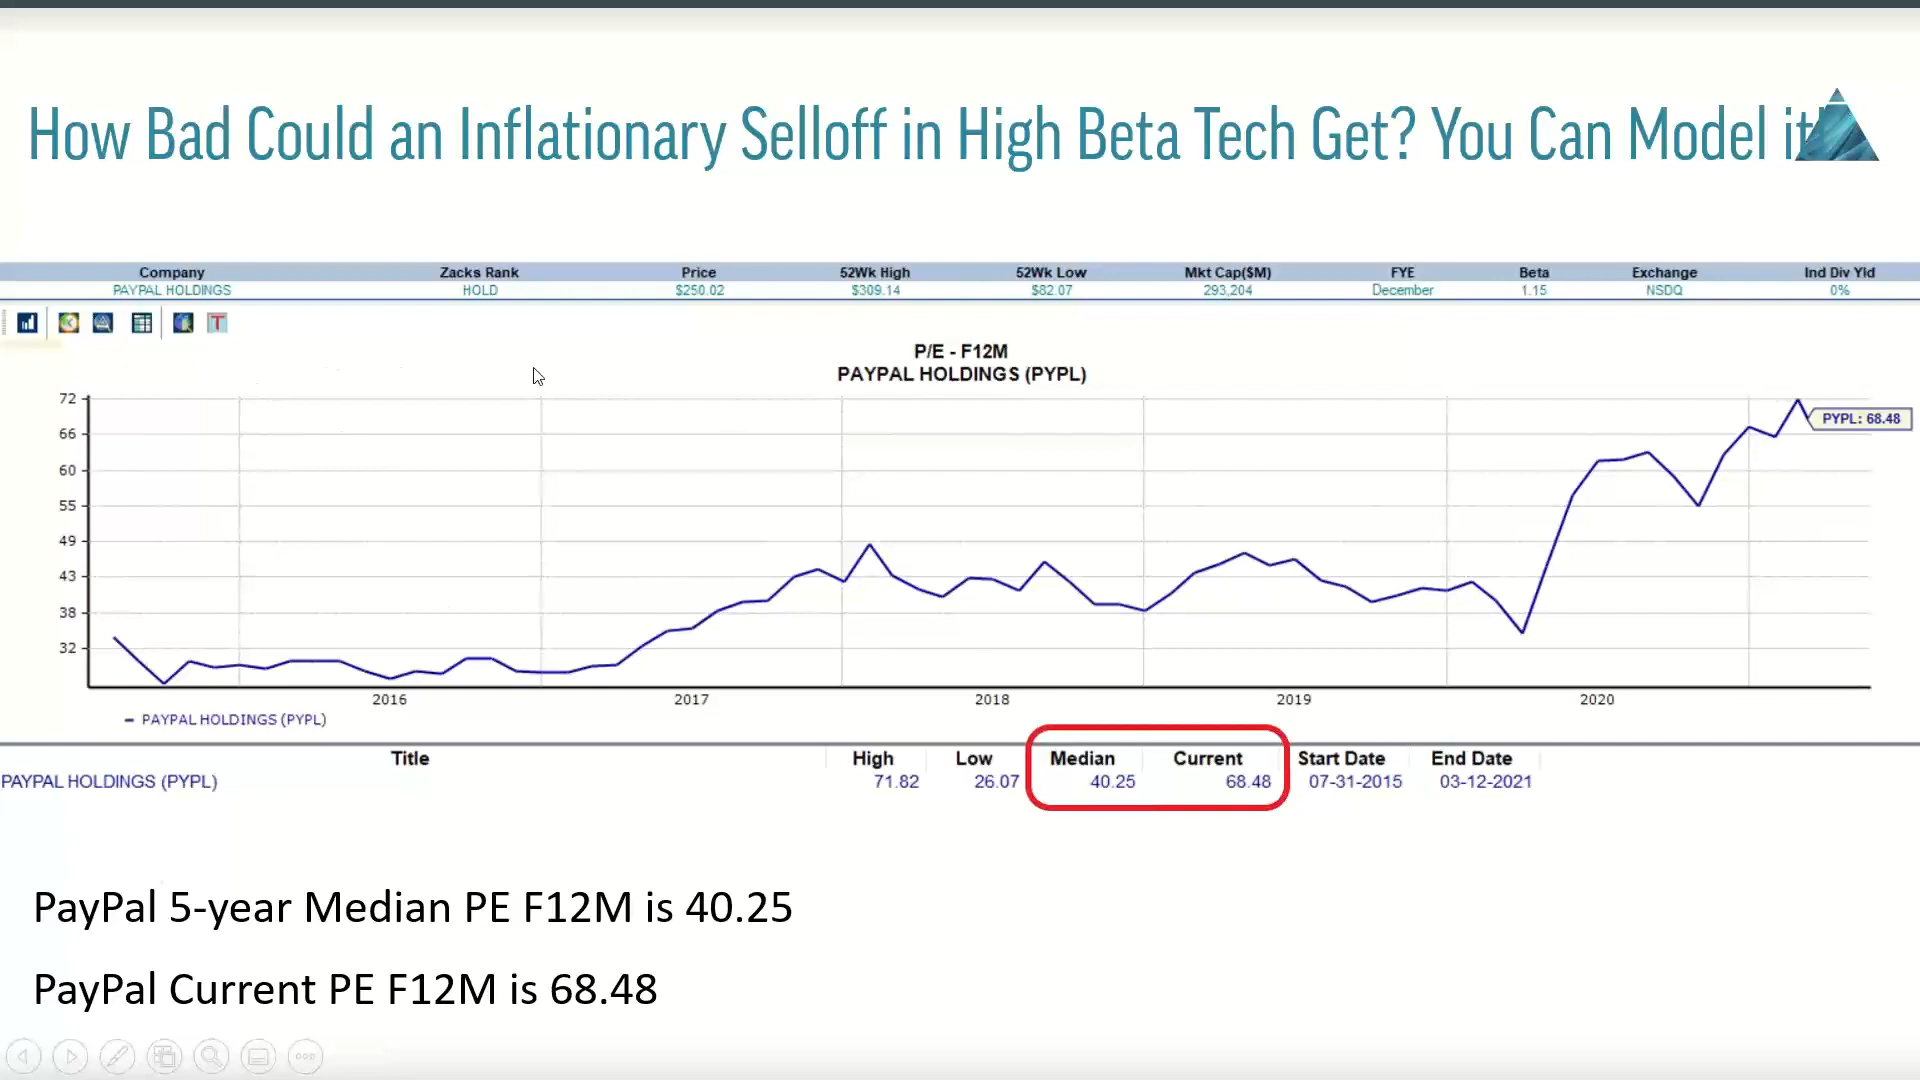 How Bad Could an Inflationary Selloff in High Beta Tech Get? You Can Model it!
Company Zacks Rank Price 52Wk High 52Wk Low Mkt Cap($M) FYE Beta Exchange Ind Div Yld
PAYPAL HOLDINGS HOLD $250.02 $309.14 $82.07 293,204 December 1.15 NSDQ 0%
T
P/E - F12M
PAYPAL HOLDINGS (PYPL)
72
PYPL: 68.48
66
60
55
49
43
38
32
2016 2017 2018 2019 2020
PAYPAL HOLDINGS (PYPL)
Title High Low Median Current Start Date End Date
PAYPAL HOLDINGS (PYPL) 71.82 26.07 40.25 68.48 07-31-2015 03-12-2021
PayPal 5-year Median PE F12M is 40.25
PayPal Current PE F12M is 68.48